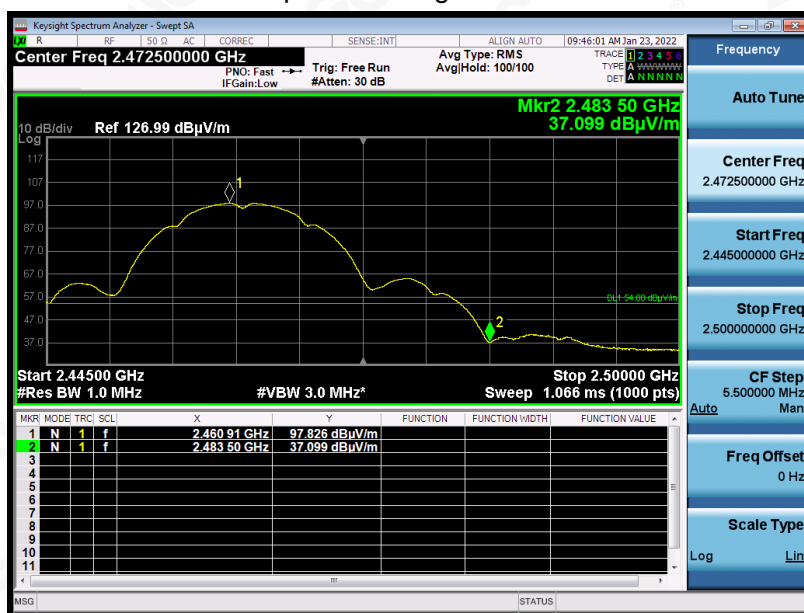 Keysight Spectrum Analyzer - Swept SA
LXI R RF 50 Ω AC CORREC SENSE:INT ALIGN AUTO 09:46:01 AM Jan 23, 2022
Center Freq 2.472500000 GHz
PNO: Fast
IFGain:Low
Trig: Free Run
#Atten: 30 dB
Avg Type: RMS
Avg|Hold: 100/100
TRACE 1 2 3 4 5 6
TYPE A WWWWW
DET A N N N N N
Mkr2 2.483 50 GHz
37.099 dBµV/m
10 dB/div Ref 126.99 dBµV/m
Log
117
107
97.0
87.0
77.0
67.0
57.0
47.0
37.0
1
2
DL1 54.00 dBµV/m
Start 2.44500 GHz Stop 2.50000 GHz
#Res BW 1.0 MHz #VBW 3.0 MHz* Sweep 1.066 ms (1000 pts)
MKR MODE TRC SCL X Y FUNCTION FUNCTION WIDTH FUNCTION VALUE
1 N 1 f 2.460 91 GHz 97.826 dBµV/m
2 N 1 f 2.483 50 GHz 37.099 dBµV/m
3
4
5
6
7
8
9
10
11
MSG STATUS
Frequency
Auto Tune
Center Freq
2.472500000 GHz
Start Freq
2.445000000 GHz
Stop Freq
2.500000000 GHz
CF Step
5.500000 MHz
Auto Man
Freq Offset
0 Hz
Scale Type
Log Lin